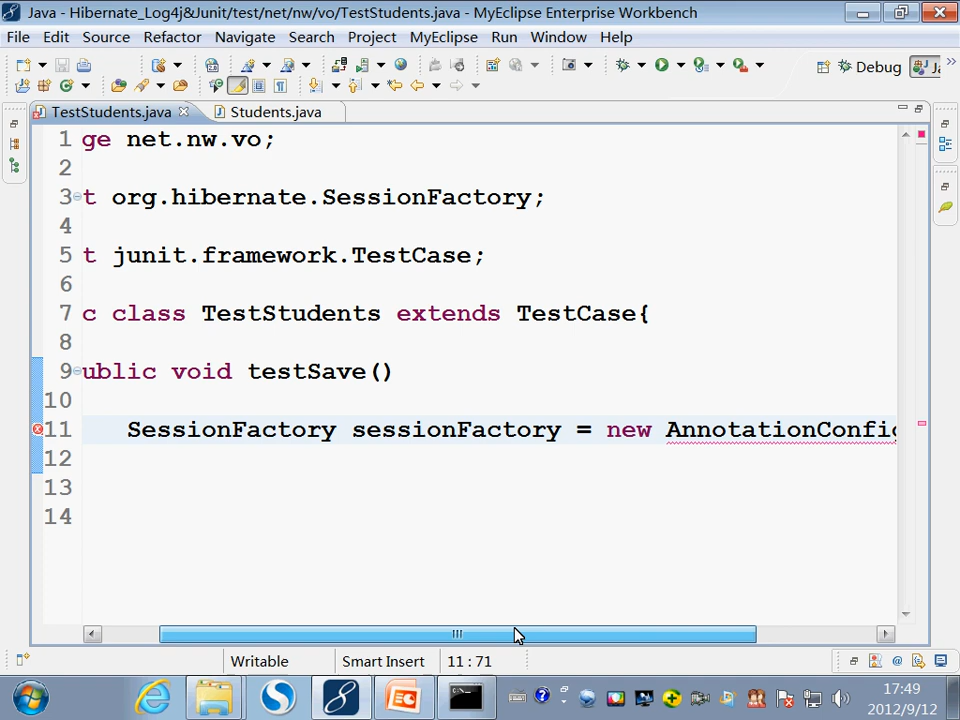 Java - Hibernate_Log4j&Junit/test/net/nw/vo/TestStudents.java - MyEclipse Enterprise Workbench
File Edit Source Refactor Navigate Search Project MyEclipse Run Window Help
Debug Ja
TestStudents.java Students.java
1 ge net.nw.vo;
2
3 t org.hibernate.SessionFactory;
4
5 t junit.framework.TestCase;
6
7 c class TestStudents extends TestCase{
8
9 ublic void testSave()
10
11 SessionFactory sessionFactory = new AnnotationConfig
12
13
14
Writable Smart Insert 11 : 71
17:49
2012/9/12